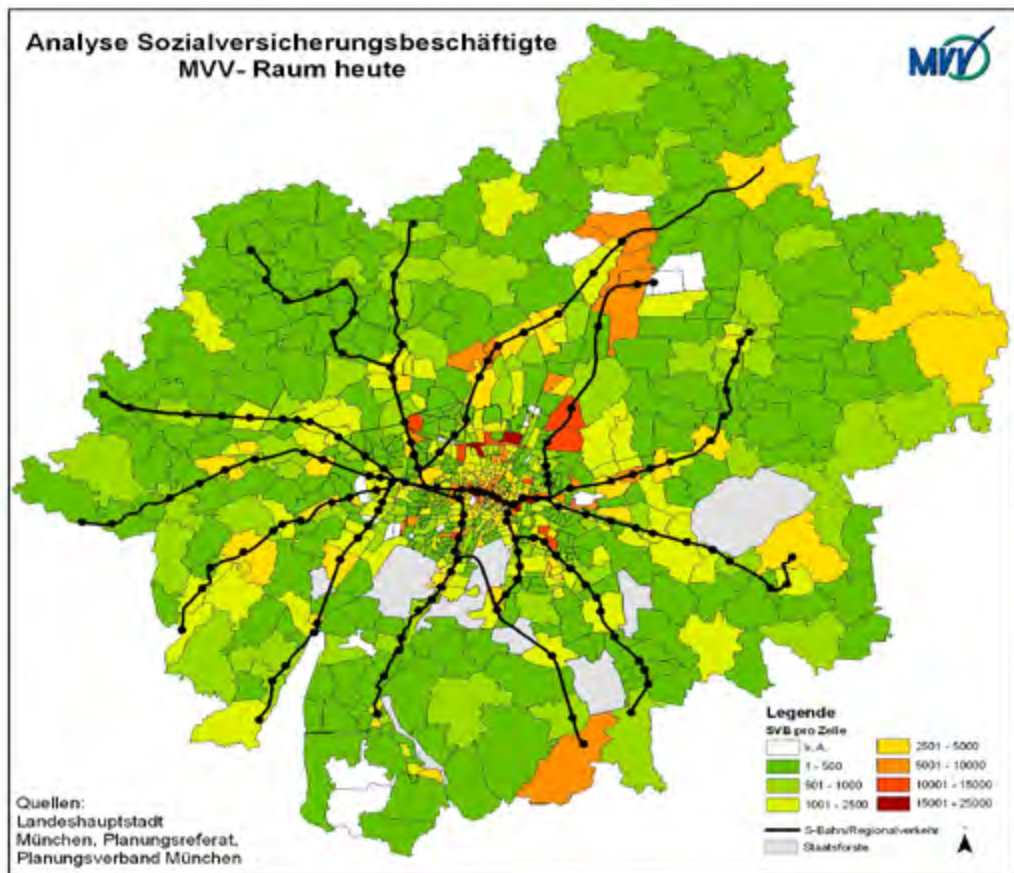 Analyse Sozialversicherungsbeschäftigte
MVV- Raum heute
MVV
Legende
SVB pro Zelle
k.A.
1 - 500
501 - 1000
1001 - 2500
2501 - 5000
5001 - 10000
10001 - 15000
15001 - 25000
S-Bahn/Regionalverkehr
Staatsforste
Quellen:
Landeshauptstadt
München, Planungsreferat,
Planungsverband München